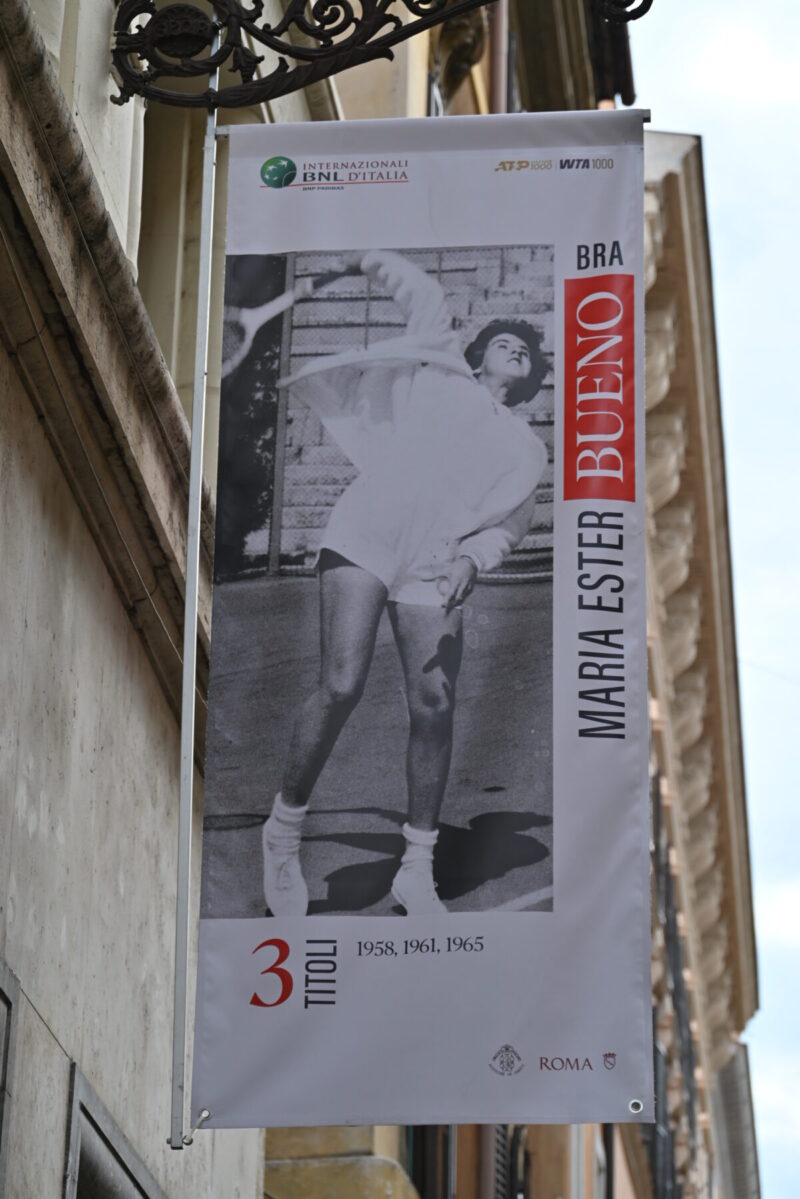 INTERNAZIONALI
BNL D'ITALIA
BNP PARIBAS
ATP 1000 WTA 1000
BRA
BUENO
MARIA ESTER
3 TITOLI
1958, 1961, 1965
ROMA